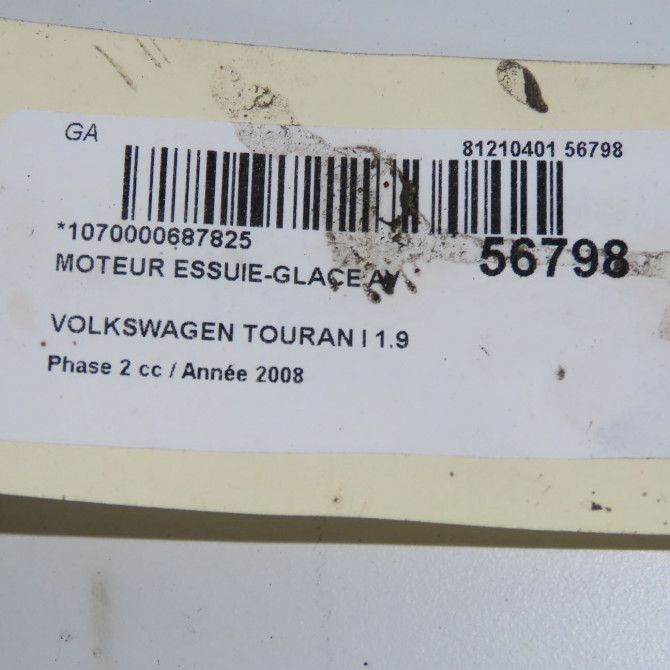 GA
81210401 56798
*1070000687825
56798
MOTEUR ESSUIE-GLACE AV
VOLKSWAGEN TOURAN I 1.9
Phase 2 cc / Année 2008